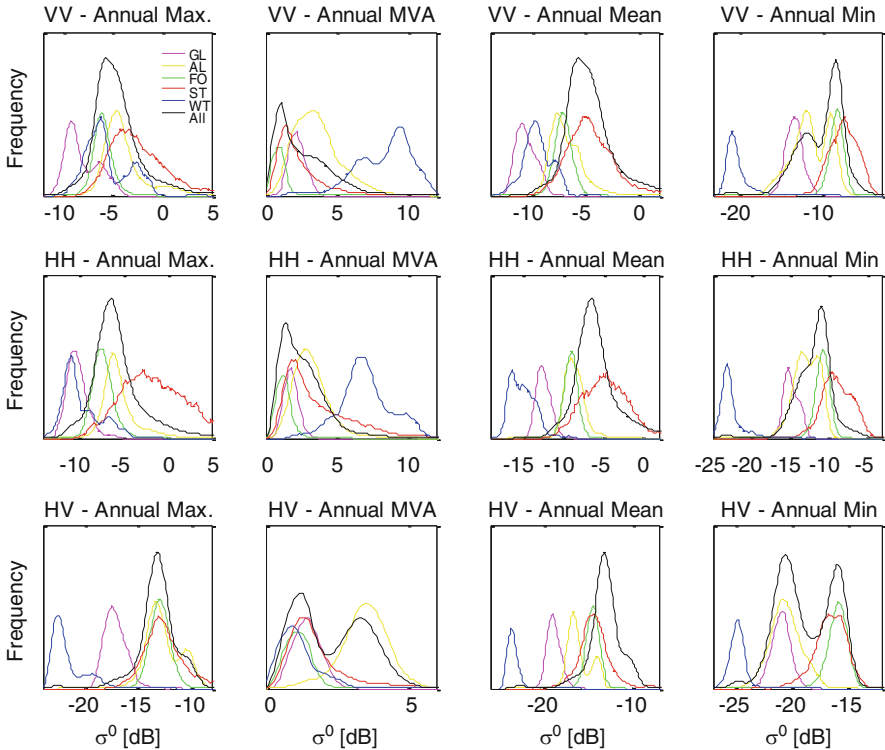 VV - Annual Max.
VV - Annual MVA
VV - Annual Mean
VV - Annual Min
Frequency
GL
AL
FO
ST
WT
All
-10 -5 0 5
0 5 10
-10 -5 0
-20 -10
HH - Annual Max.
HH - Annual MVA
HH - Annual Mean
HH - Annual Min
Frequency
-10 -5 0 5
0 5 10
-15 -10 -5 0
-25 -20 -15 -10 -5
HV - Annual Max.
HV - Annual MVA
HV - Annual Mean
HV - Annual Min
Frequency
-20 -15 -10
0 5
-20 -10
-25 -20 -15
σ⁰ [dB]
σ⁰ [dB]
σ⁰ [dB]
σ⁰ [dB]